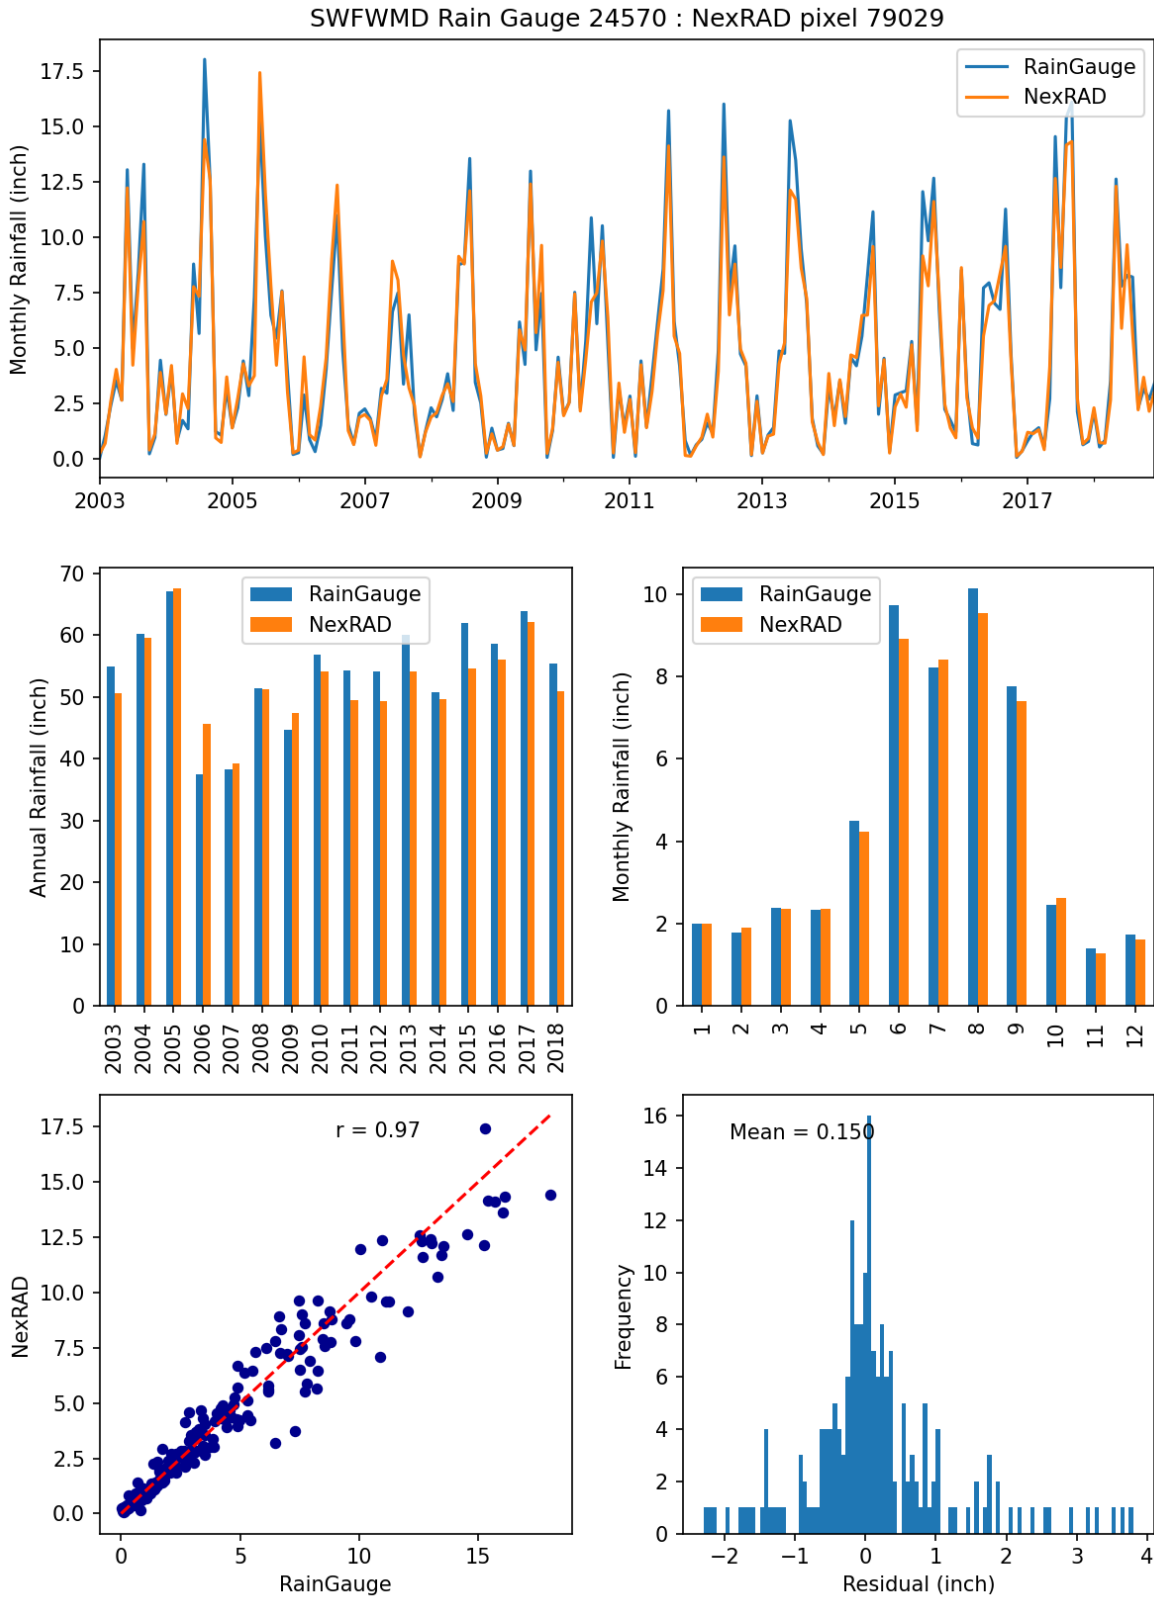 SWFWMD Rain Gauge 24570 : NexRAD pixel 79029
Monthly Rainfall (inch)
17.5
15.0
12.5
10.0
7.5
5.0
2.5
0.0
RainGauge
NexRAD
2003 2005 2007 2009 2011 2013 2015 2017
Annual Rainfall (inch)
70
60
50
40
30
20
10
0
RainGauge
NexRAD
2003 2004 2005 2006 2007 2008 2009 2010 2011 2012 2013 2014 2015 2016 2017 2018
Monthly Rainfall (inch)
10
8
6
4
2
0
RainGauge
NexRAD
1 2 3 4 5 6 7 8 9 10 11 12
NexRAD
17.5
15.0
12.5
10.0
7.5
5.0
2.5
0.0
r = 0.97
0 5 10 15
RainGauge
Frequency
16
14
12
10
8
6
4
2
0
Mean = 0.150
−2 −1 0 1 2 3 4
Residual (inch)